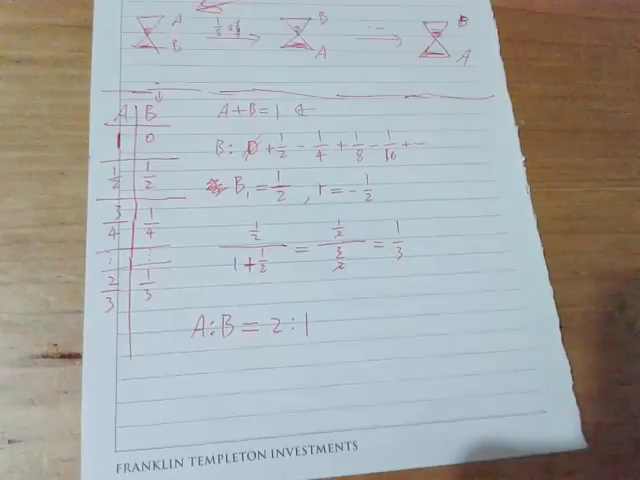 A B
B A
B A
A B
A+B=1 ←
1 0
B: 0 + 1/2 - 1/4 + 1/8 - 1/16 + -
1/2 1/2
B₁ = 1/2 , r = - 1/2
3/4 1/4
(1/2)/(1+1/2) = (1/2)/(3/2) = 1/3
⋮ ⋮
2/3 1/3
A:B = 2:1
FRANKLIN TEMPLETON INVESTMENTS